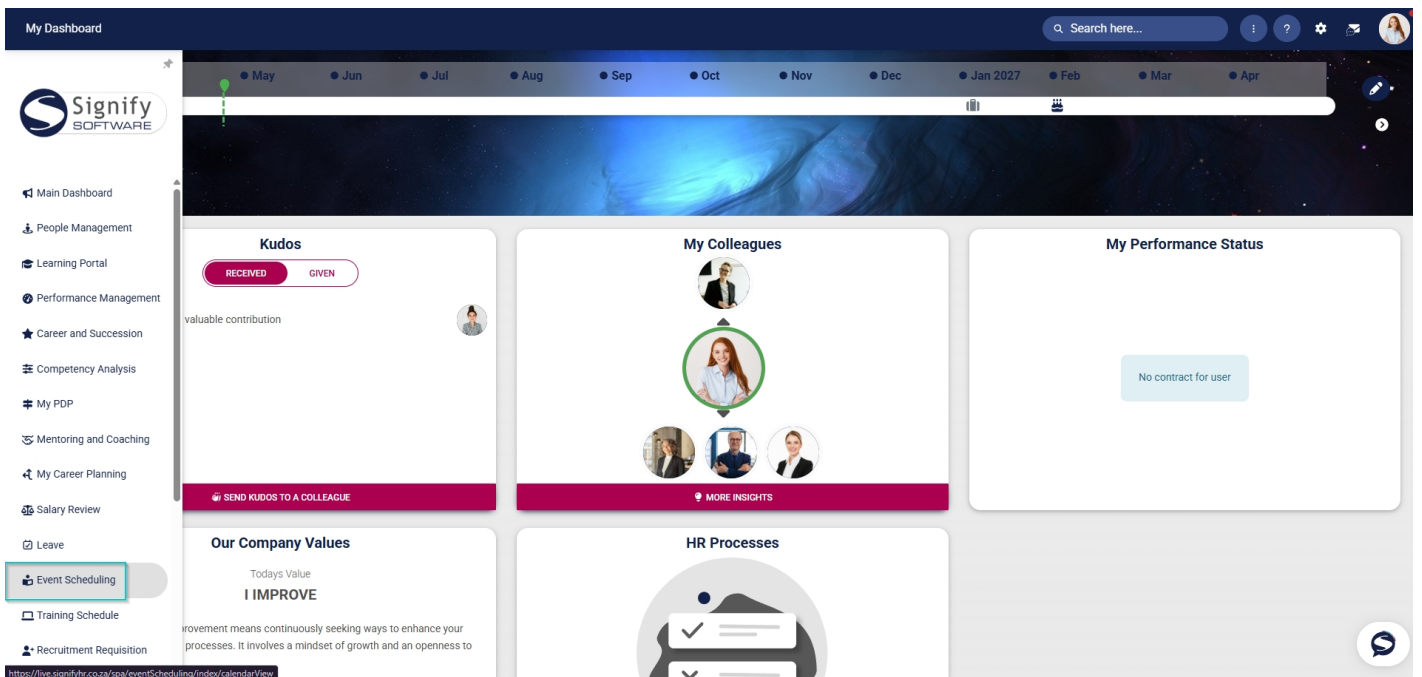 My Dashboard
Search here...
Signify
SOFTWARE
May Jun Jul Aug Sep Oct Nov Dec Jan 2027 Feb Mar Apr
Main Dashboard
People Management
Learning Portal
Performance Management
Career and Succession
Competency Analysis
My PDP
Mentoring and Coaching
My Career Planning
Salary Review
Leave
Event Scheduling
Training Schedule
Recruitment Requisition
https://live.signifyhr.co.za/spa/eventScheduling/index/calendarView
Kudos
RECEIVED GIVEN
valuable contribution
SEND KUDOS TO A COLLEAGUE
My Colleagues
MORE INSIGHTS
My Performance Status
No contract for user
Our Company Values
Todays Value
I IMPROVE
means continuously seeking ways to enhance your
processes. It involves a mindset of growth and an openness to
HR Processes